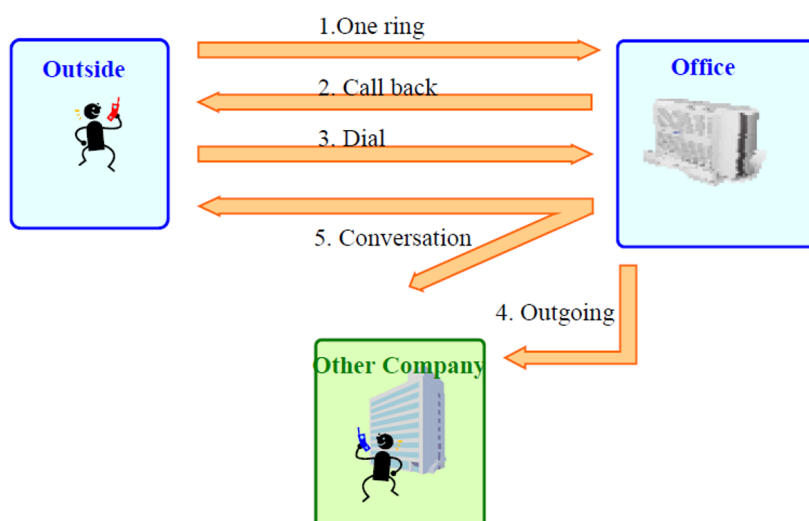 1.One ring
Outside
Office
2. Call back
3. Dial
5. Conversation
4. Outgoing
Other Company